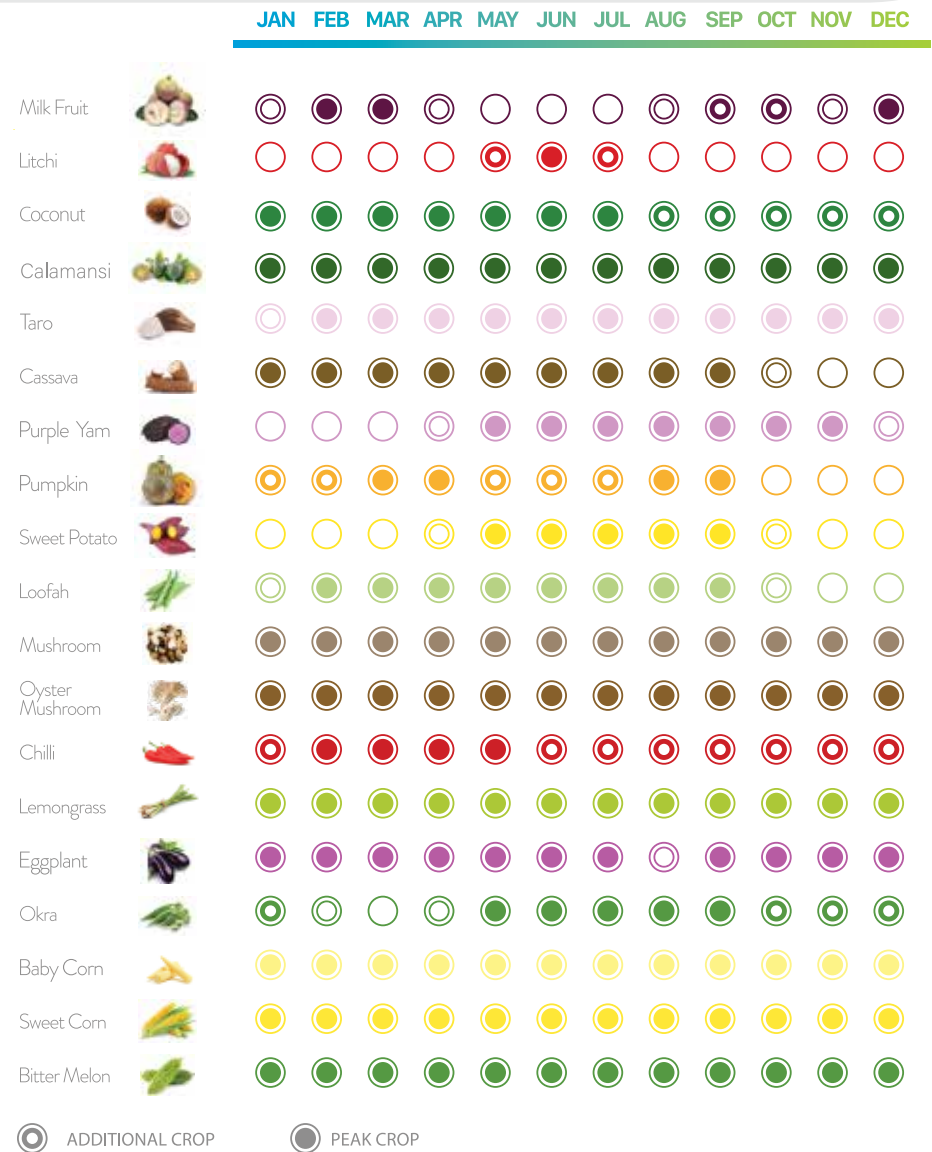 JAN FEB MAR APR MAY JUN JUL AUG SEP OCT NOV DEC
Milk Fruit
Litchi
Coconut
Calamansi
Taro
Cassava
Purple Yam
Pumpkin
Sweet Potato
Loofah
Mushroom
Oyster
Mushroom
Chilli
Lemongrass
Eggplant
Okra
Baby Corn
Sweet Corn
Bitter Melon
ADDITIONAL CROP PEAK CROP